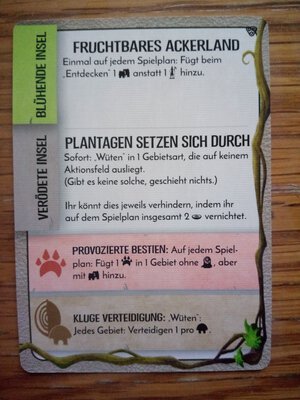 BLÜHENDE INSEL
FRUCHTBARES ACKERLAND
Einmal auf jedem Spielplan: Fügt beim
„Entdecken“ 1 anstatt 1 hinzu.
VERÖDETE INSEL
PLANTAGEN SETZEN SICH DURCH
Sofort: „Wüten“ in 1 Gebietsart, die auf keinem
Aktionsfeld ausliegt.
(Gibt es keine solche, geschieht nichts.)
Ihr könnt dies jeweils verhindern, indem ihr
auf dem Spielplan insgesamt 2 vernichtet.
PROVOZIERTE BESTIEN: Auf jedem Spiel-
plan: Fügt 1 in 1 Gebiet ohne , aber
mit hinzu.
KLUGE VERTEIDIGUNG: „Wüten“:
Jedes Gebiet: Verteidigen 1 pro .